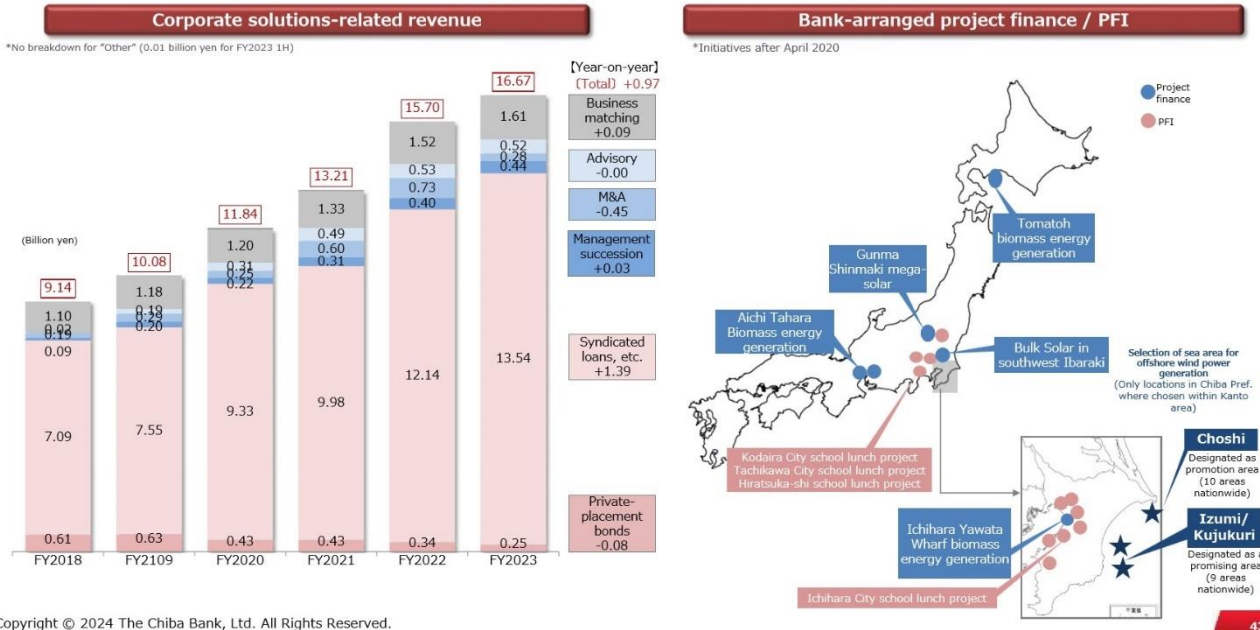 Corporate solutions-related revenue
*No breakdown for "Other" (0.01 billion yen for FY2023 1H)
(Billion yen)
9.14
1.10
0.02
0.19
0.09
7.09
0.61
FY2018
10.08
1.18
0.19
0.29
0.20
7.55
0.63
FY2109
11.84
1.20
0.31
0.25
0.22
9.33
0.43
FY2020
13.21
1.33
0.49
0.60
0.31
9.98
0.43
FY2021
15.70
1.52
0.53
0.73
0.40
12.14
0.34
FY2022
16.67
1.61
0.52
0.28
0.44
13.54
0.25
FY2023
【Year-on-year】
〔Total〕 +0.97
Business
matching
+0.09
Advisory
-0.00
M&A
-0.45
Management
succession
+0.03
Syndicated
loans, etc.
+1.39
Private-
placement
bonds
-0.08
Bank-arranged project finance / PFI
*Initiatives after April 2020
Project
finance
PFI
Tomatoh
biomass energy
generation
Gunma
Shinmaki mega-
solar
Aichi Tahara
Biomass energy
generation
Bulk Solar in
southwest Ibaraki
Kodaira City school lunch project
Tachikawa City school lunch project
Hiratsuka-shi school lunch project
Selection of sea area for
offshore wind power
generation
(Only locations in Chiba Pref.
where chosen within Kanto
area)
Choshi
Designated as
promotion area
(10 areas
nationwide)
Izumi/
Kujukuri
Designated as a
promising area
(9 areas
nationwide)
Ichihara Yawata
Wharf biomass
energy generation
Ichihara City school lunch project
Copyright © 2024 The Chiba Bank, Ltd. All Rights Reserved.